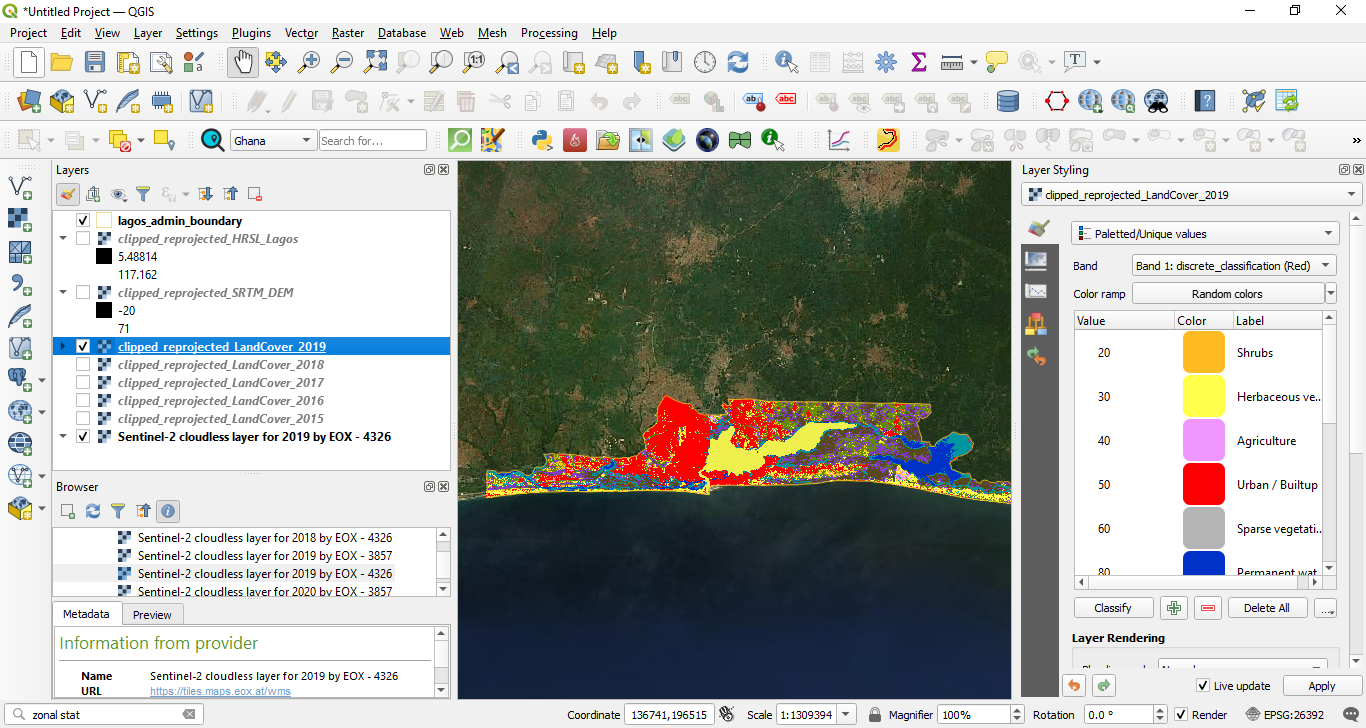 *Untitled Project — QGIS
Project Edit View Layer Settings Plugins Vector Raster Database Web Mesh Processing Help
Ghana Search for...
Layers
lagos_admin_boundary
clipped_reprojected_HRSL_Lagos
5.48814
117.162
clipped_reprojected_SRTM_DEM
-20
71
clipped_reprojected_LandCover_2019
clipped_reprojected_LandCover_2018
clipped_reprojected_LandCover_2017
clipped_reprojected_LandCover_2016
clipped_reprojected_LandCover_2015
Sentinel-2 cloudless layer for 2019 by EOX - 4326
Browser
Sentinel-2 cloudless layer for 2018 by EOX - 4326
Sentinel-2 cloudless layer for 2019 by EOX - 3857
Sentinel-2 cloudless layer for 2019 by EOX - 4326
Sentinel-2 cloudless layer for 2020 by EOX - 3857
Metadata Preview
Information from provider
Name Sentinel-2 cloudless layer for 2019 by EOX - 4326
URL https://tiles.maps.eox.at/wms
Layer Styling
clipped_reprojected_LandCover_2019
Paletted/Unique values
Band Band 1: discrete_classification (Red)
Color ramp Random colors
Value Color Label
20 Shrubs
30 Herbaceous ve...
40 Agriculture
50 Urban / Builtup
60 Sparse vegetati...
80 Permanent wat
Classify Delete All ...
Layer Rendering
Live update Apply
zonal stat Coordinate 136741,196515 Scale 1:1309394 Magnifier 100% Rotation 0.0 ° Render EPSG:26392